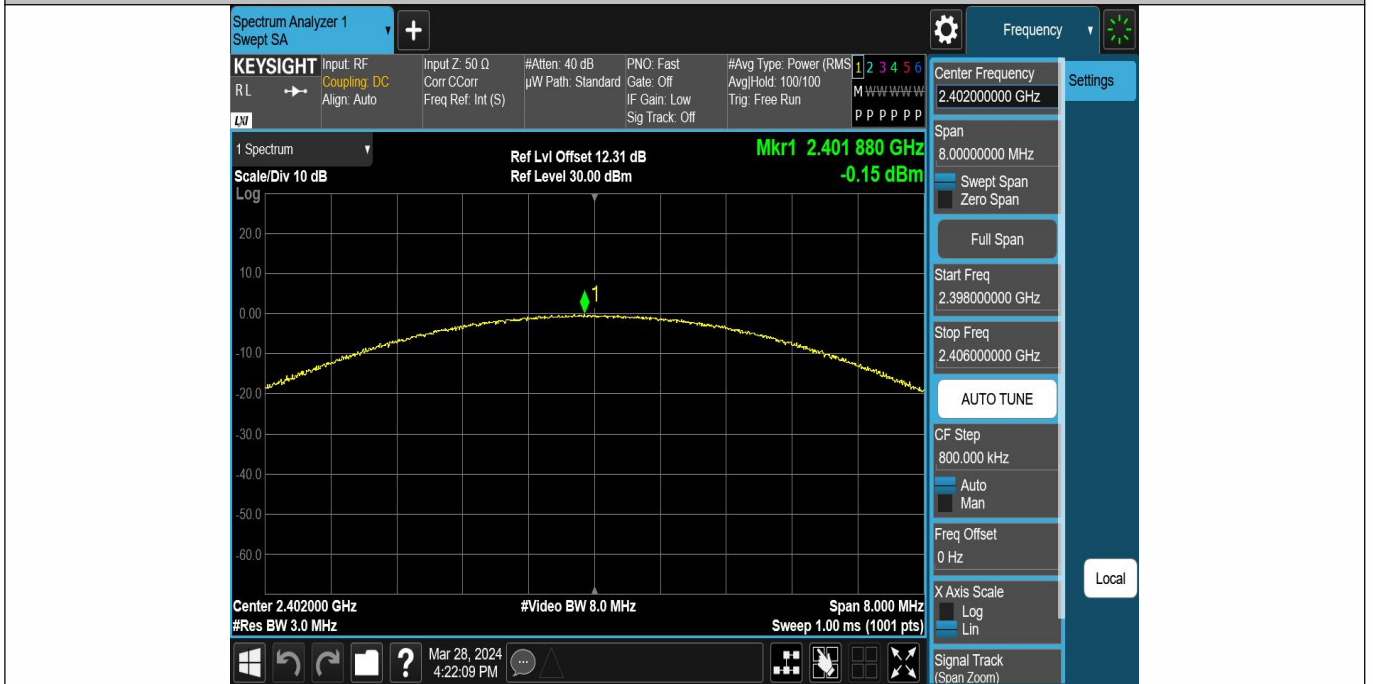 Spectrum Analyzer 1
Swept SA
+
Frequency
KEYSIGHT
RL
LXI
Input: RF
Coupling: DC
Align: Auto
Input Z: 50 Ω
Corr CCorr
Freq Ref: Int (S)
#Atten: 40 dB
µW Path: Standard
PNO: Fast
Gate: Off
IF Gain: Low
Sig Track: Off
#Avg Type: Power (RMS
Avg|Hold: 100/100
Trig: Free Run
1 2 3 4 5 6
M W W W W W
P P P P P P
1 Spectrum
Scale/Div 10 dB
Log
Ref Lvl Offset 12.31 dB
Ref Level 30.00 dBm
Mkr1 2.401 880 GHz
-0.15 dBm
20.0
10.0
0.00
-10.0
-20.0
-30.0
-40.0
-50.0
-60.0
1
Center 2.402000 GHz
#Res BW 3.0 MHz
#Video BW 8.0 MHz
Span 8.000 MHz
Sweep 1.00 ms (1001 pts)
Center Frequency
2.402000000 GHz
Settings
Span
8.00000000 MHz
Swept Span
Zero Span
Full Span
Start Freq
2.398000000 GHz
Stop Freq
2.406000000 GHz
AUTO TUNE
CF Step
800.000 kHz
Auto
Man
Freq Offset
0 Hz
X Axis Scale
Log
Lin
Signal Track
(Span Zoom)
Local
?
Mar 28, 2024
4:22:09 PM